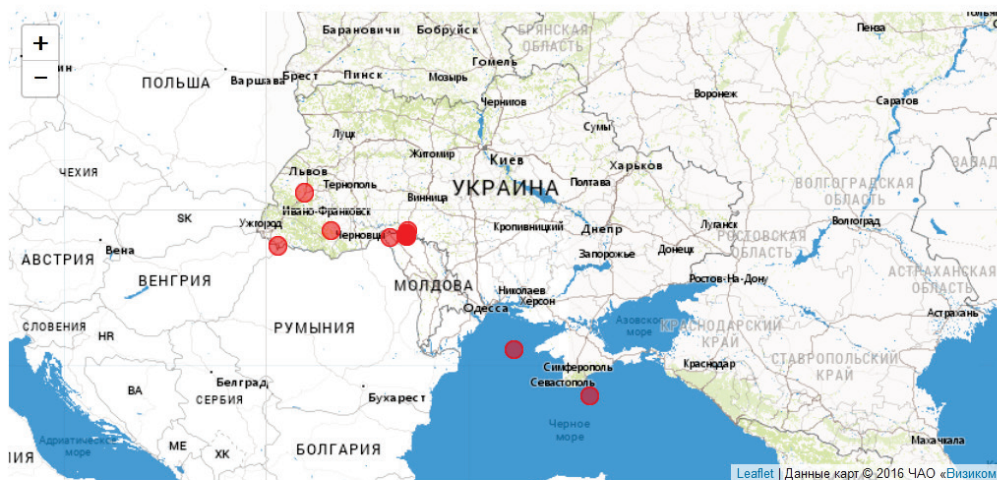 +
−
Барановичи
Бобруйск
БРЯНСКАЯ
ОБЛАСТЬ
Пенза
ПОЛЬША
Варшава
Брест
Пинск
Мозырь
Гомель
Чернигов
Воронеж
Саратов
Луцк
Сумы
Житомир
Киев
Харьков
ЧЕХИЯ
Львов
Тернополь
Винница
УКРАИНА
Полтава
ВОЛГОГРАДСКАЯ
ОБЛАСТЬ
SK
Ужгород
Ивано-Франковск
Черновцы
Кропивницкий
Днепр
Луганск
Волгоград
РОСТОВСКАЯ
ОБЛАСТЬ
Вена
АВСТРИЯ
ВЕНГРИЯ
Запорожье
Донецк
МОЛДОВА
Николаев
Херсон
Ростов-На-Дону
АСТРАХАНСКАЯ
ОБЛАСТЬ
Одесса
Астрахань
СЛОВЕНИЯ
HR
РУМЫНИЯ
Азовское
море
КРАСНОДАРСКИЙ
КРАЙ
СТАВРОПОЛЬСКИЙ
КРАЙ
Симферополь
Краснодар
Севастополь
BA
Белград
СЕРБИЯ
Бухарест
Черное
море
Адриатическое
море
ME
XK
БОЛГАРИЯ
Махачкала
Leaflet | Данные карт © 2016 ЧАО «Визиком